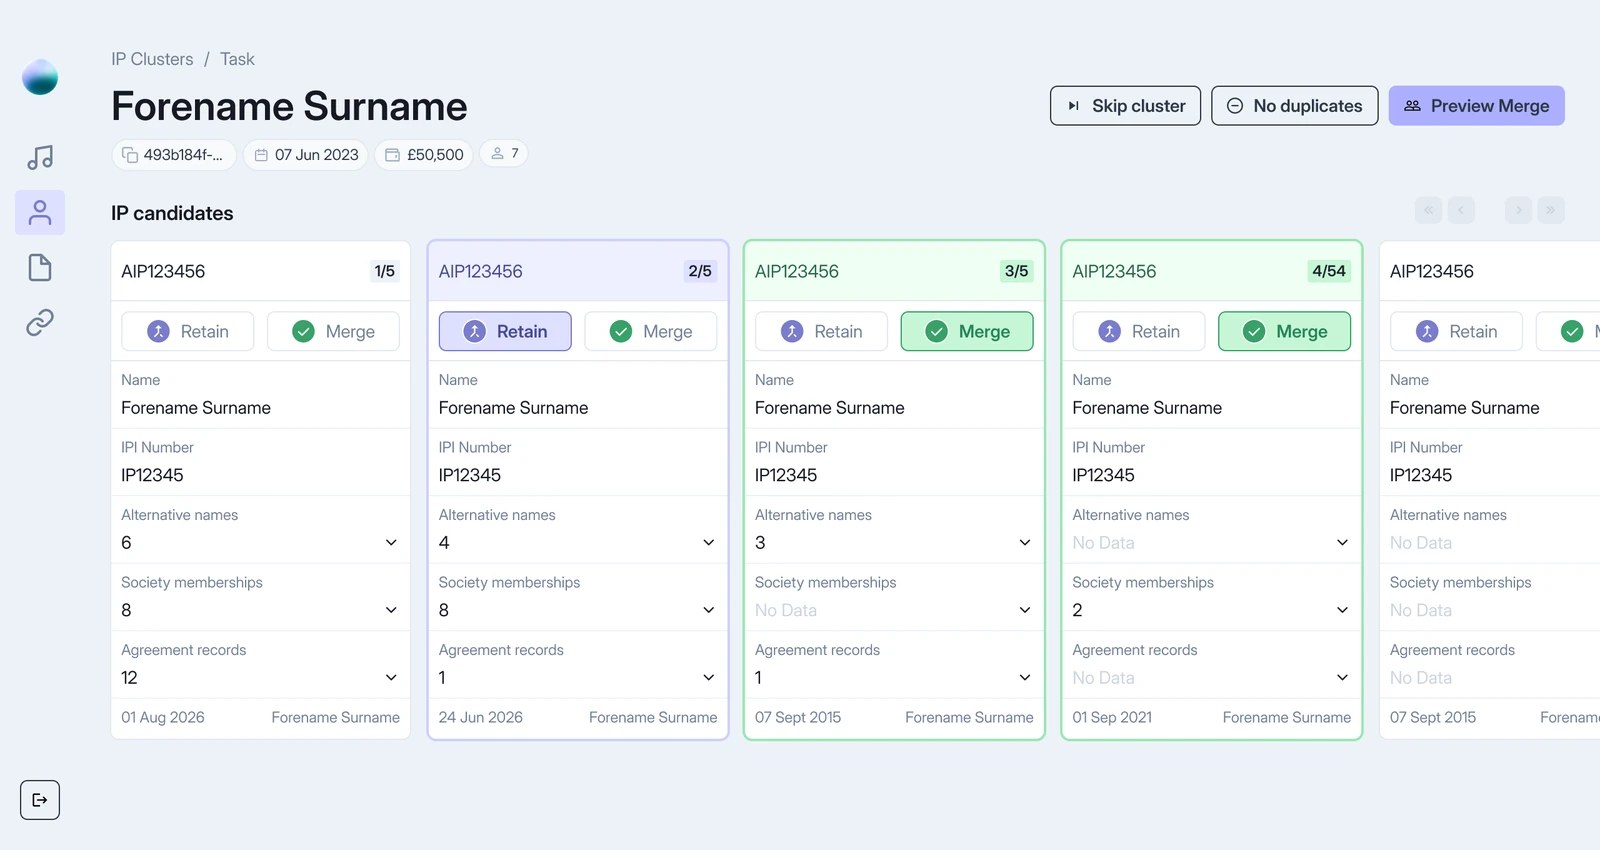 IP Clusters / Task
Forename Surname
Skip cluster
No duplicates
Preview Merge
493b184f-...
07 Jun 2023
£50,500
7
IP candidates
AIP123456 1/5
Retain Merge
Name
Forename Surname
IPI Number
IP12345
Alternative names
6
Society memberships
8
Agreement records
12
01 Aug 2026 Forename Surname
AIP123456 2/5
Retain Merge
Name
Forename Surname
IPI Number
IP12345
Alternative names
4
Society memberships
8
Agreement records
1
24 Jun 2026 Forename Surname
AIP123456 3/5
Retain Merge
Name
Forename Surname
IPI Number
IP12345
Alternative names
3
Society memberships
No Data
Agreement records
1
07 Sept 2015 Forename Surname
AIP123456 4/54
Retain Merge
Name
Forename Surname
IPI Number
IP12345
Alternative names
No Data
Society memberships
2
Agreement records
No Data
01 Sep 2021 Forename Surname
AIP123456
Retain
Name
Forename Surname
IPI Number
IP12345
Alternative names
No Data
Society memberships
No Data
Agreement records
No Data
07 Sept 2015